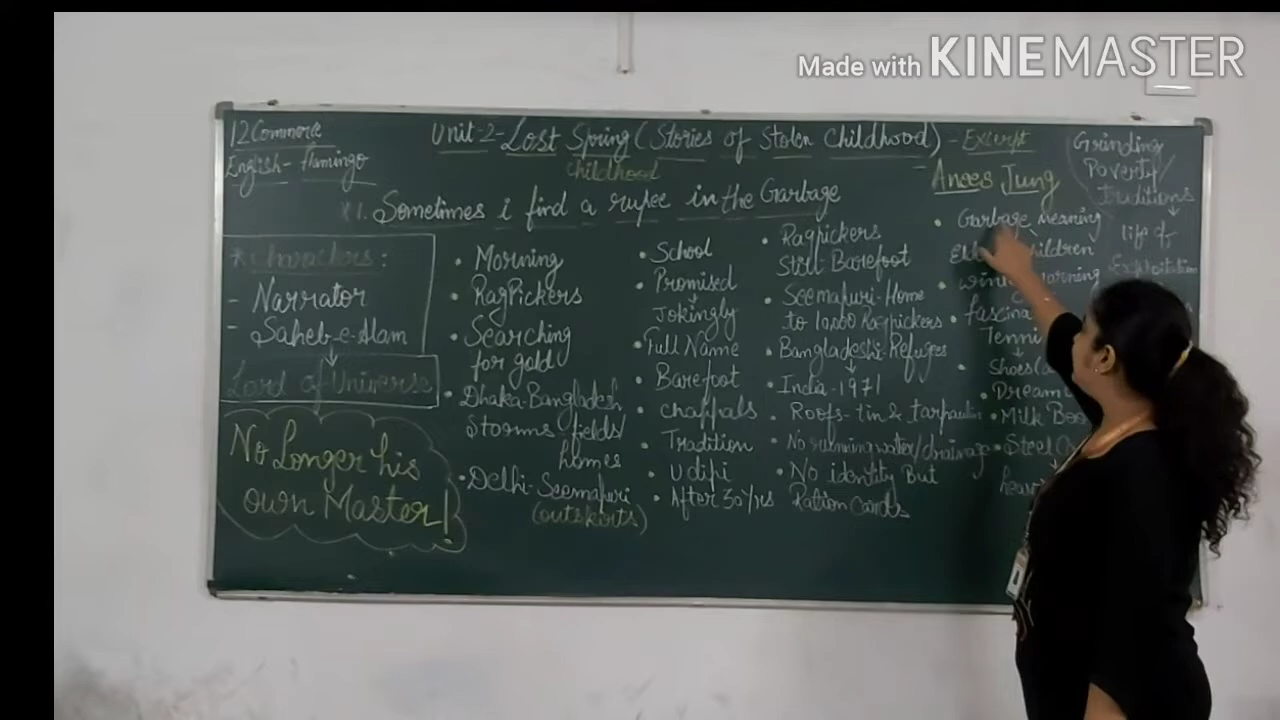 Made with KINEMASTER
12 Commerce
English - flamingo
Unit-2-Lost Spring (Stories of Stolen Childhood) - Excerpt
childhood
- Anees Jung
*1. Sometimes i find a rupee in the Garbage
Grinding
Poverty/
Traditions
↓
life of
Exploitation
* Characters:
- Narrator
- Saheb-e-Alam
↓
Lord of Universe
No Longer his
own Master!
• Morning
• RagPickers
• Searching
for gold
• Dhaka-Bangladesh
storms fields/
homes
• Delhi-Seemapuri
(outskirts)
• School
• Promised
↓
Jokingly
• Full Name
• Barefoot
• chappals
• Tradition
• Udipi
• After 30 yrs
• Ragpickers
Still Barefoot
• Seemapuri-Home
to 10,000 Ragpickers
• Bangladeshi-Refugees
↓
• India-1971
• Roofs-tin & tarpaulin
• No running water/drainage
• No identity But
Ration Cards
• Garbage Meaning
children
•
• fascina
Tenni
↓
• Shoes
• Dream
• Milk Boo
• Steel